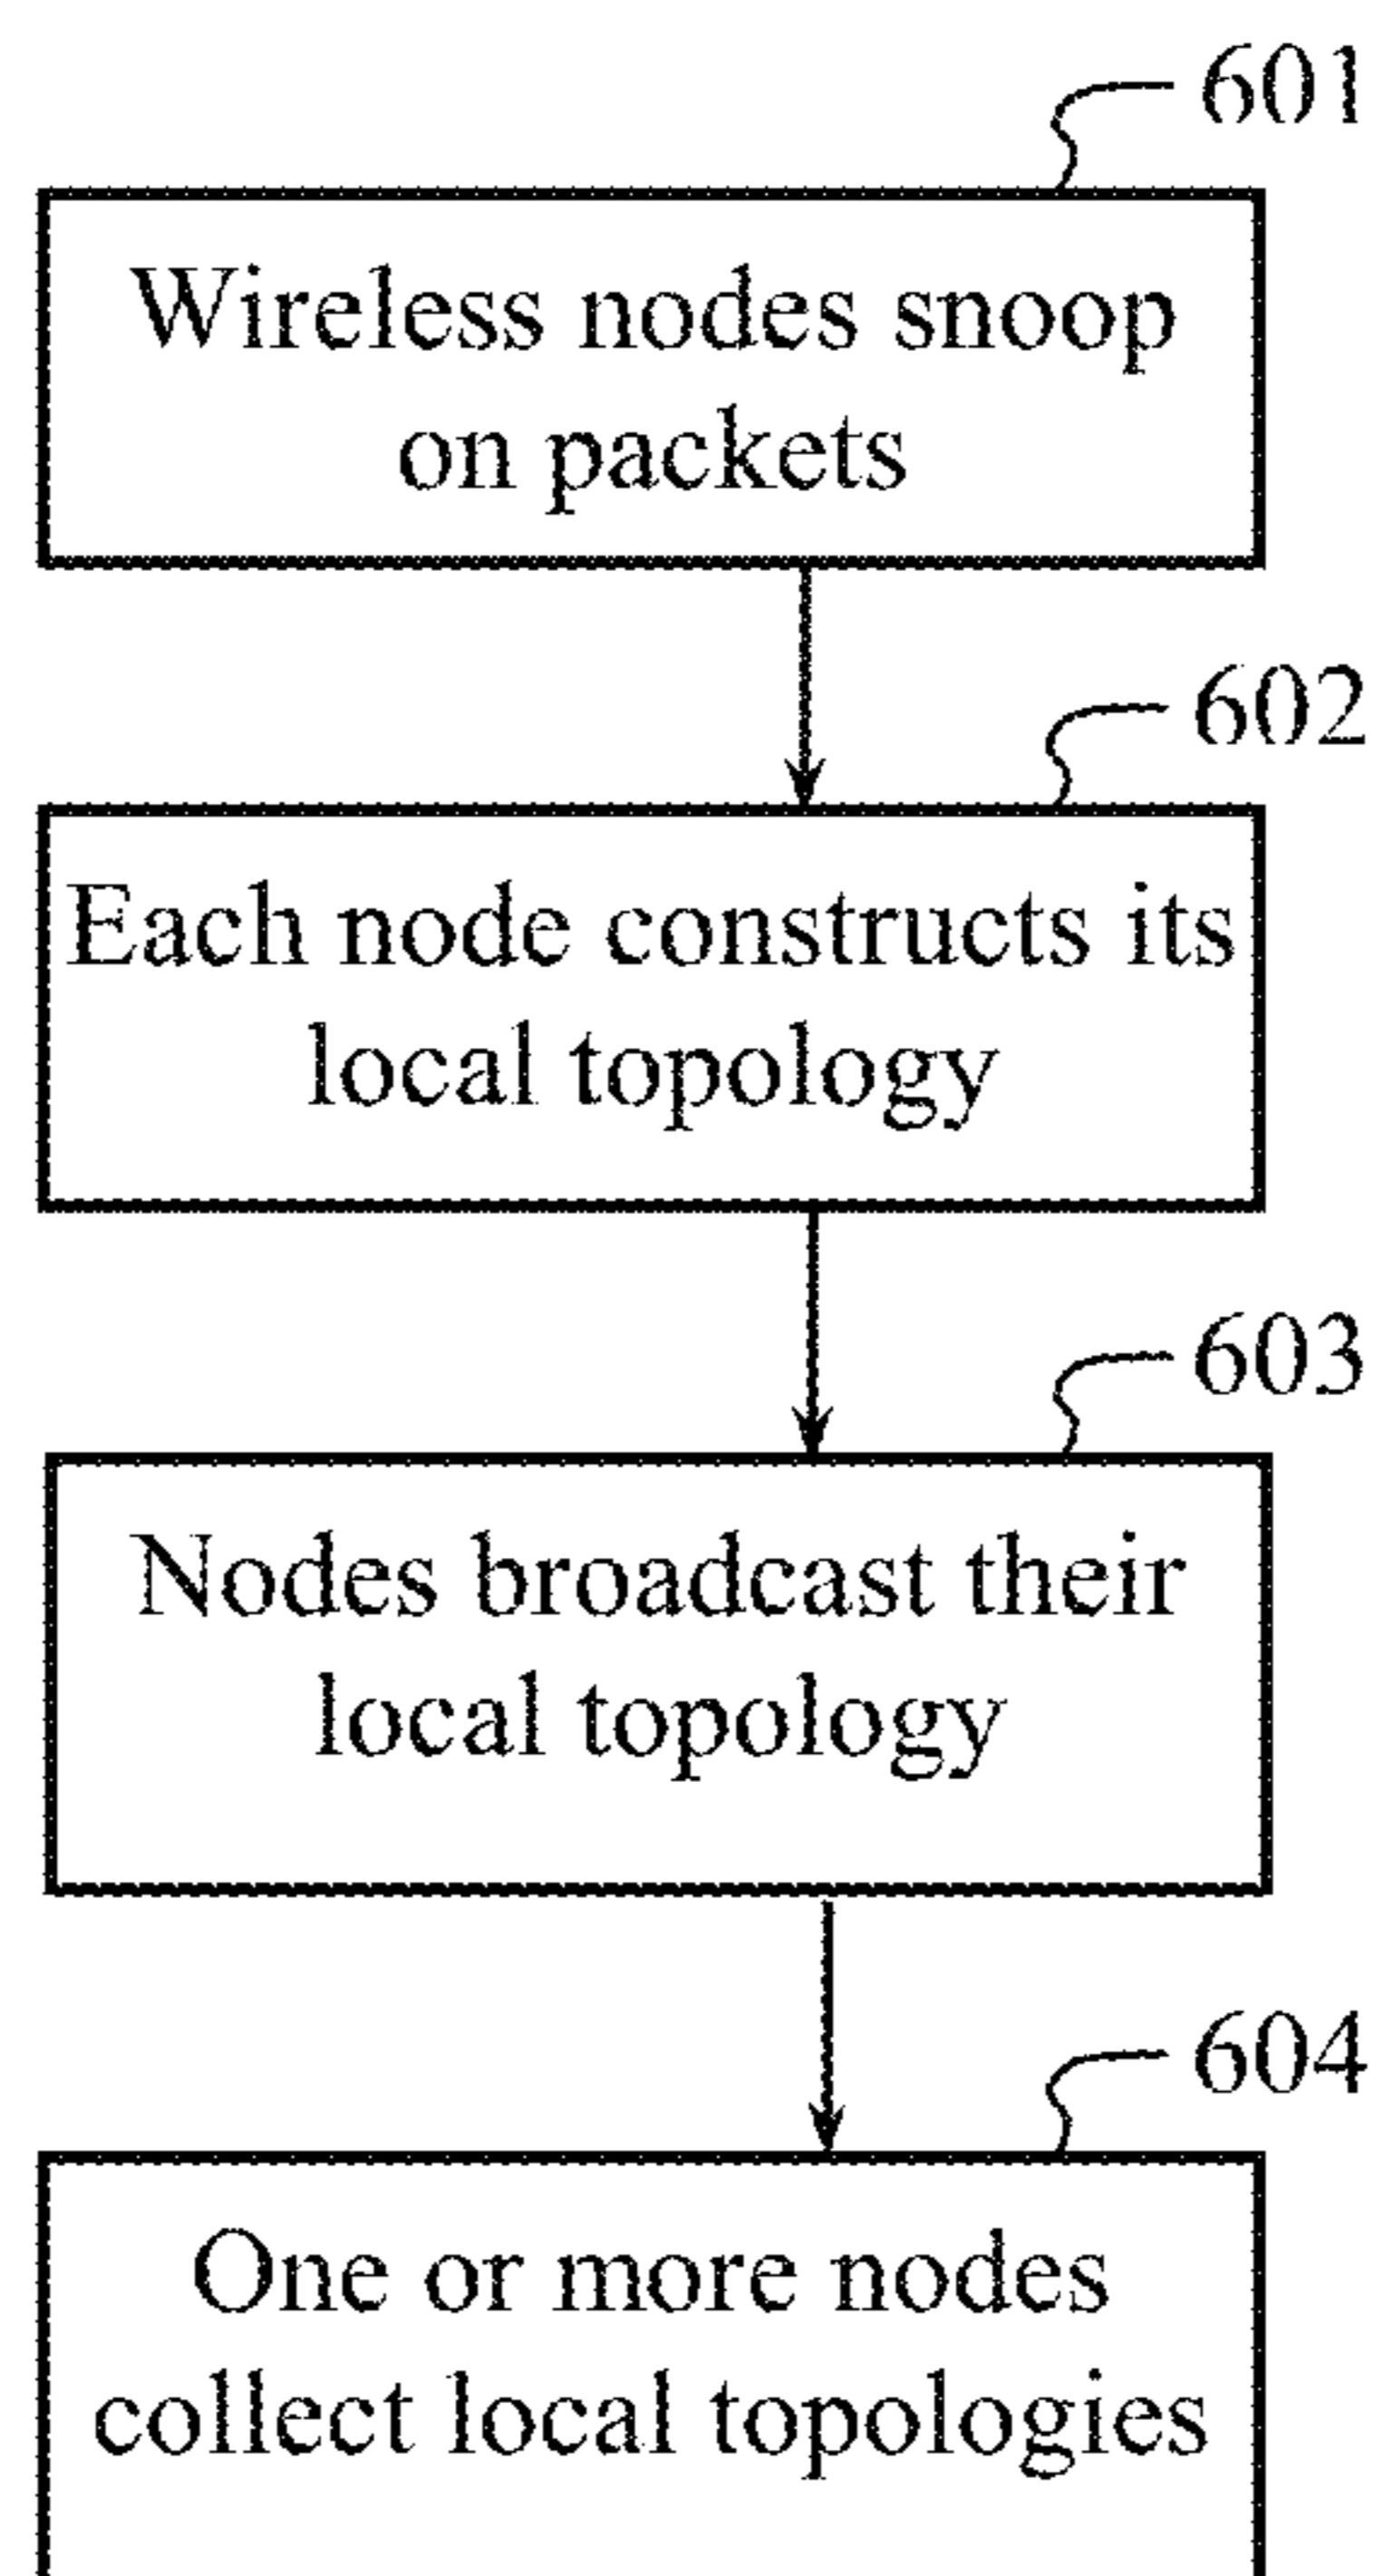 601
Wireless nodes snoop
on packets
602
Each node constructs its
local topology
603
Nodes broadcast their
local topology
604
One or more nodes
collect local topologies